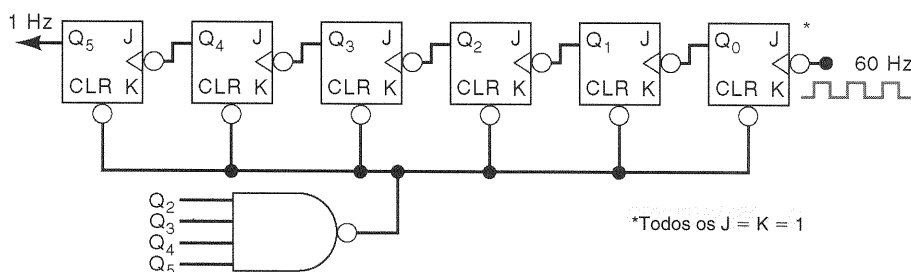 1 Hz
Q5 J Q4 J Q3 J Q2 J Q1 J Q0 J *
60 Hz
CLR K CLR K CLR K CLR K CLR K CLR K
Q2
Q3
Q4
Q5
*Todos os J = K = 1